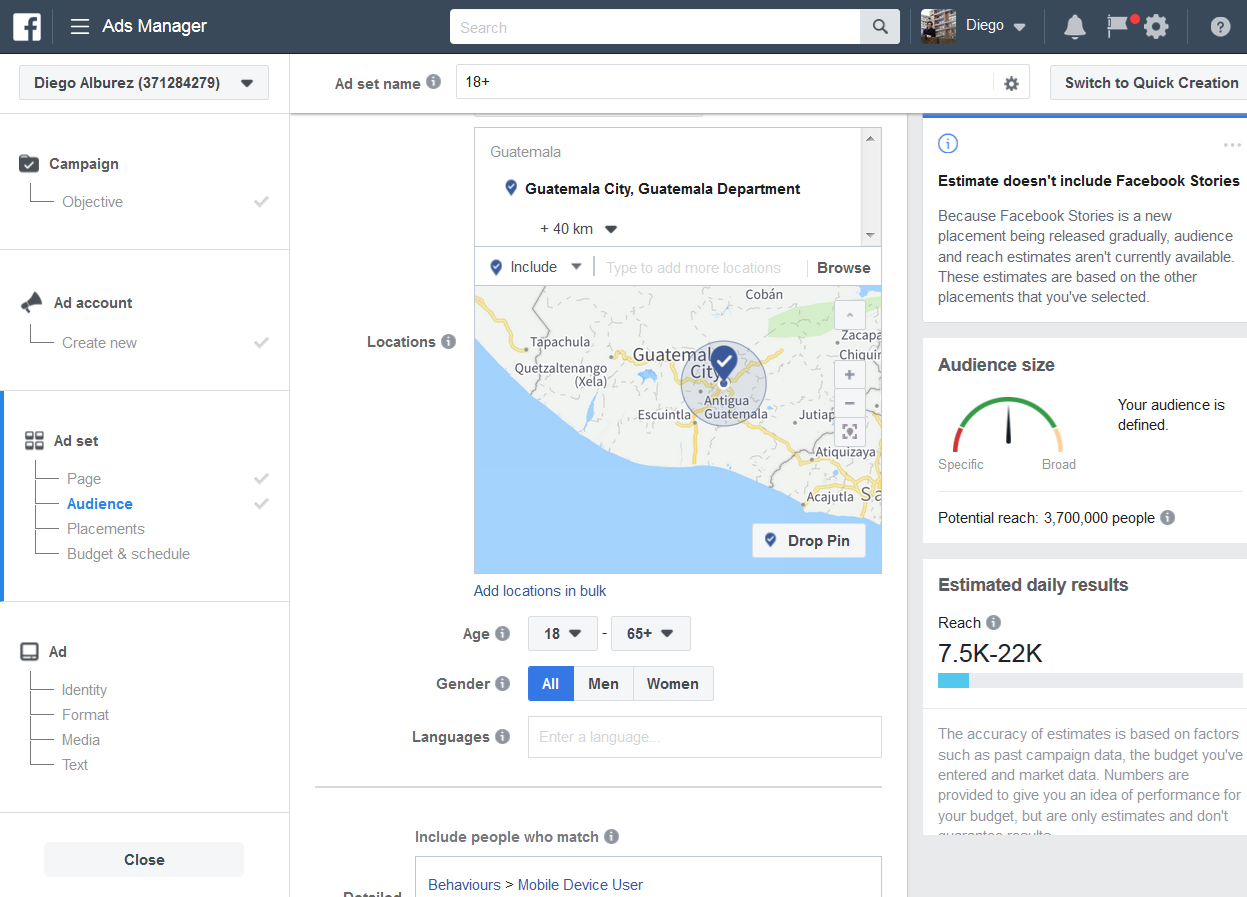 Ads Manager
Search
Diego
Diego Alburez (371284279)
Ad set name
18+
Switch to Quick Creation
Campaign
Objective
Ad account
Create new
Ad set
Page
Audience
Placements
Budget & schedule
Ad
Identity
Format
Media
Text
Close
Guatemala
Guatemala City, Guatemala Department
+ 40 km
Include
Type to add more locations
Browse
Locations
Cobán
Zacapa
Chiquim
Tapachula
Guatemala
City
Quetzaltenango
(Xela)
Antigua
Guatemala
Escuintla
Jutiap
Atiquizaya
Acajutla
Sa
Drop Pin
Add locations in bulk
Age
18
-
65+
Gender
All
Men
Women
Languages
Enter a language...
Include people who match
Detailed
Behaviours > Mobile Device User
Estimate doesn't include Facebook Stories
Because Facebook Stories is a new
placement being released gradually, audience
and reach estimates aren't currently available.
These estimates are based on the other
placements that you've selected.
Audience size
Your audience is
defined.
Specific
Broad
Potential reach: 3,700,000 people
Estimated daily results
Reach
7.5K-22K
The accuracy of estimates is based on factors
such as past campaign data, the budget you've
entered and market data. Numbers are
provided to give you an idea of performance for
your budget, but are only estimates and don't
guarantee results.